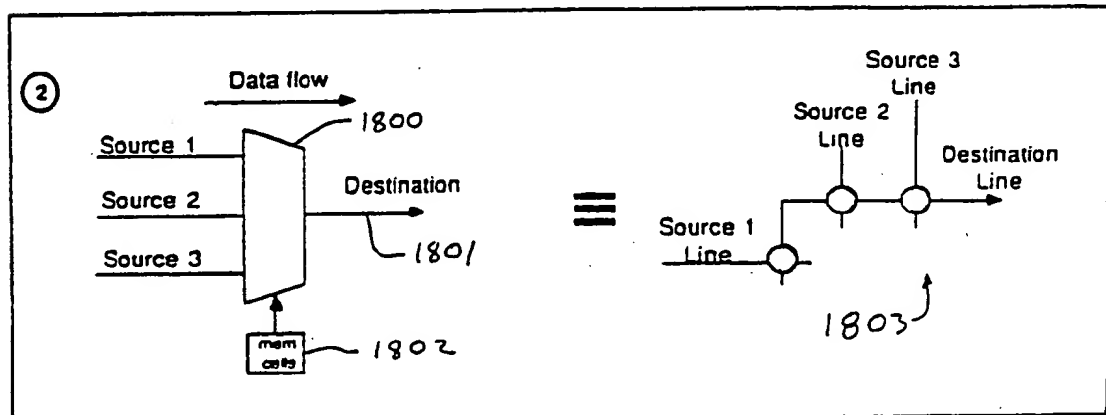 2
Data flow
1800
Source 1
Source 2
Source 3
Destination
1801
mem
cells
1802
≡
Source 3
Line
Source 2
Line
Destination
Line
Source 1
Line
1803